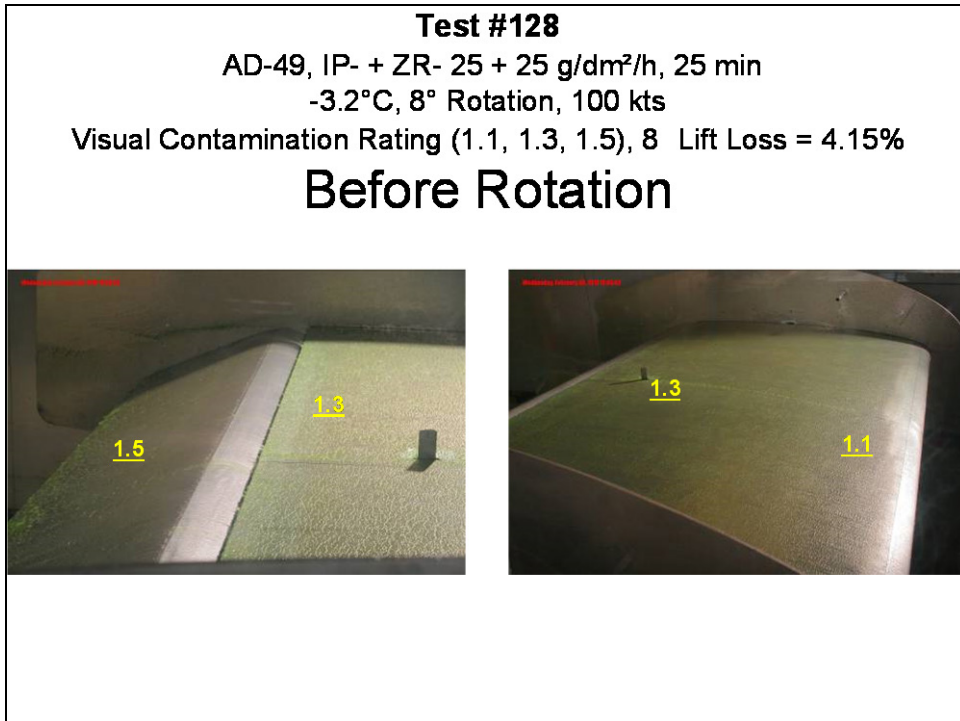 Test #128
AD-49, IP- + ZR- 25 + 25 g/dm²/h, 25 min
-3.2°C, 8° Rotation, 100 kts
Visual Contamination Rating (1.1, 1.3, 1.5), 8 Lift Loss = 4.15%
Before Rotation
1.5
1.3
1.3
1.1